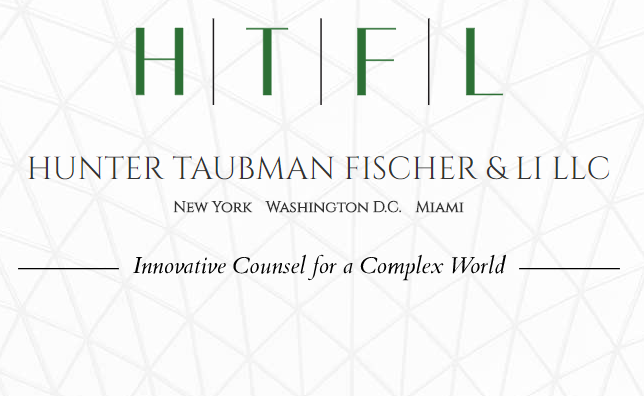 H | T | F | L
HUNTER TAUBMAN FISCHER & LI LLC
NEW YORK WASHINGTON D.C. MIAMI
Innovative Counsel for a Complex World